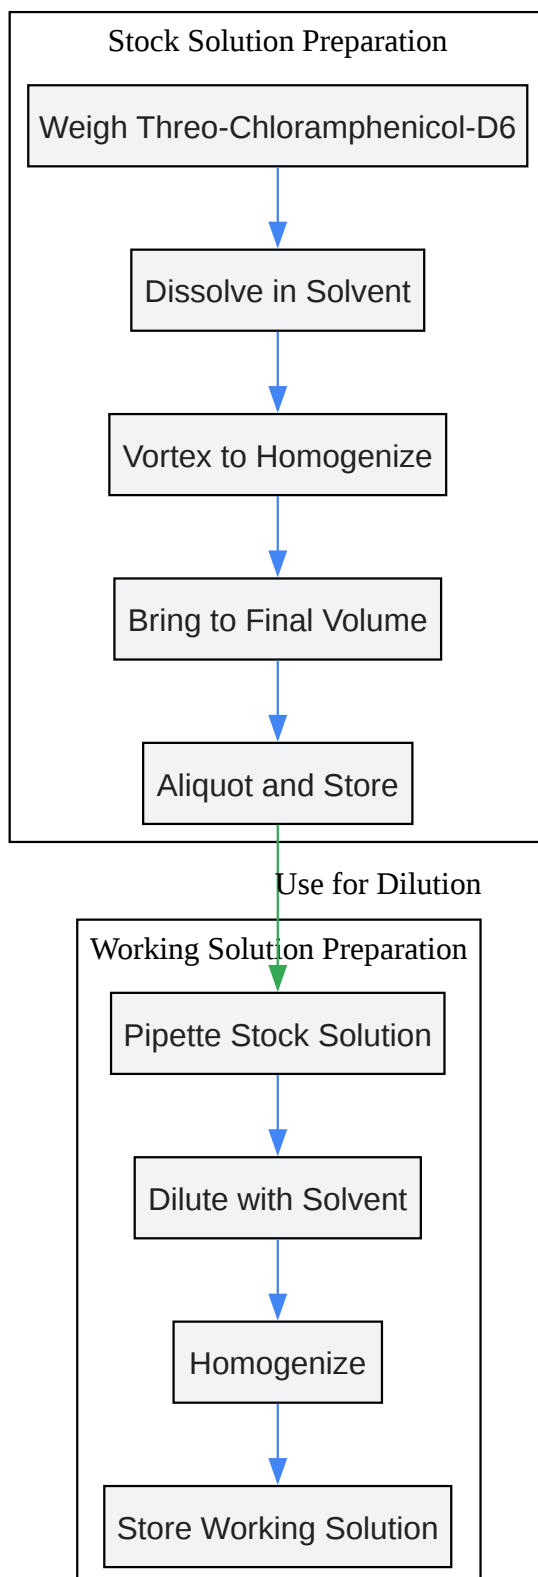 Stock Solution Preparation
Weigh Threo-Chloramphenicol-D6
Dissolve in Solvent
Vortex to Homogenize
Bring to Final Volume
Aliquot and Store
Use for Dilution
Working Solution Preparation
Pipette Stock Solution
Dilute with Solvent
Homogenize
Store Working Solution